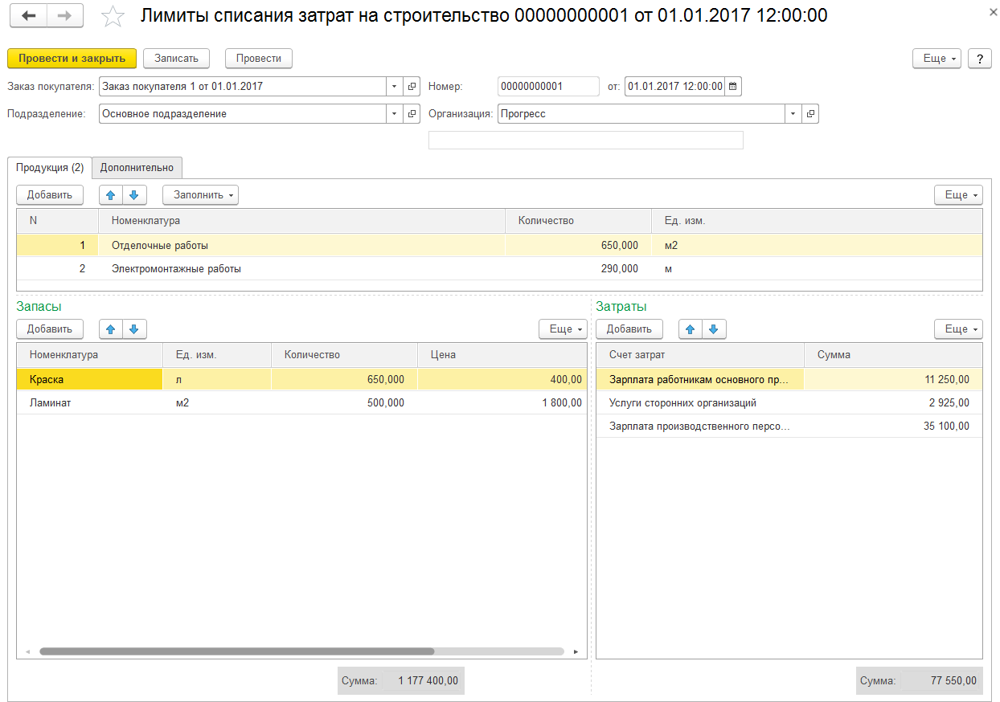 Лимиты списания затрат на строительство 00000000001 от 01.01.2017 12:00:00
Провести и закрыть Записать Провести Еще ?
Заказ покупателя: Заказ покупателя 1 от 01.01.2017 Номер: 00000000001 от: 01.01.2017 12:00:00
Подразделение: Основное подразделение Организация: Прогресс
Продукция (2) Дополнительно
Добавить Заполнить Еще
N Номенклатура Количество Ед. изм.
1 Отделочные работы 650,000 м2
2 Электромонтажные работы 290,000 м
Запасы
Добавить Еще
Номенклатура Ед. изм. Количество Цена
Краска л 650,000 400,00
Ламинат м2 500,000 1 800,00
Сумма: 1 177 400,00
Затраты
Добавить Еще
Счет затрат Сумма
Зарплата работникам основного пр... 11 250,00
Услуги сторонних организаций 2 925,00
Зарплата производственного персо... 35 100,00
Сумма: 77 550,00